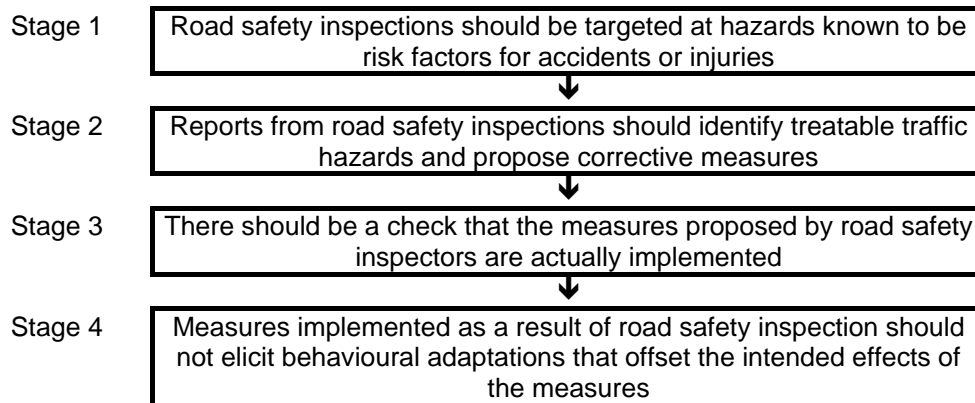 Stage 1
Road safety inspections should be targeted at hazards known to be
risk factors for accidents or injuries
Stage 2
Reports from road safety inspections should identify treatable traffic
hazards and propose corrective measures
Stage 3
There should be a check that the measures proposed by road safety
inspectors are actually implemented
Stage 4
Measures implemented as a result of road safety inspection should
not elicit behavioural adaptations that offset the intended effects of
the measures